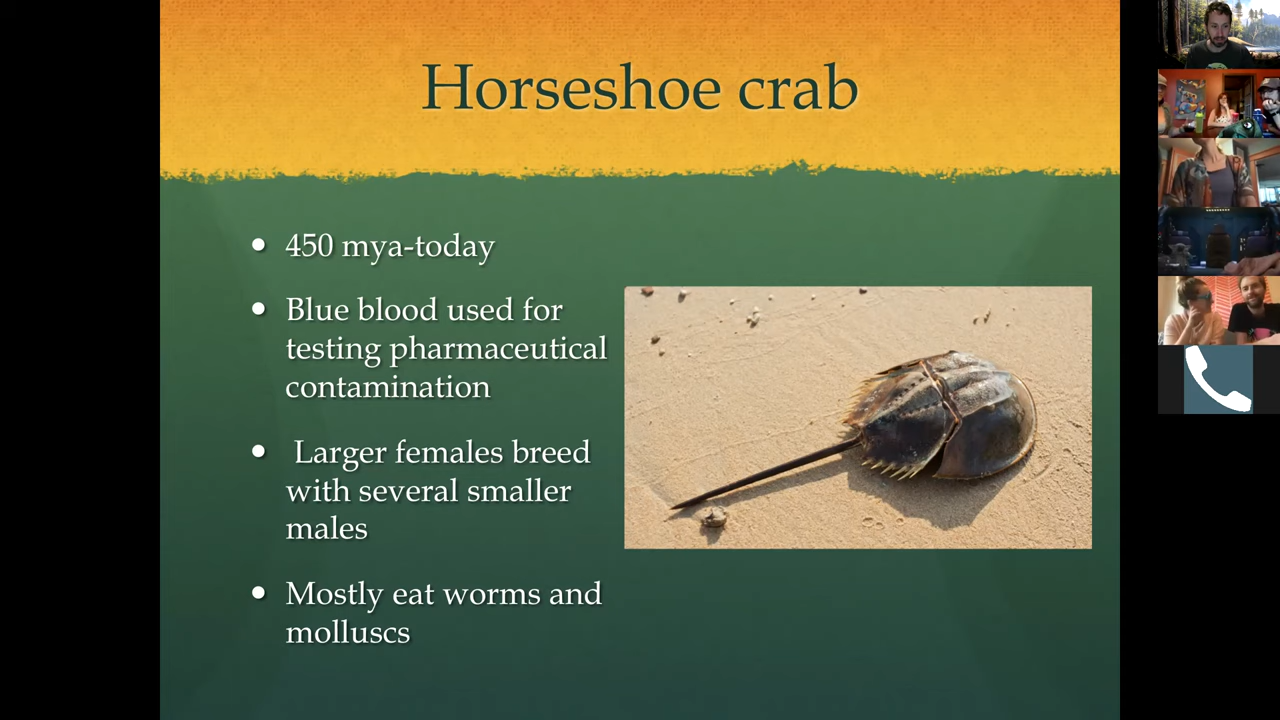 Horseshoe crab
• 450 mya-today
• Blue blood used for
testing pharmaceutical
contamination
• Larger females breed
with several smaller
males
• Mostly eat worms and
molluscs